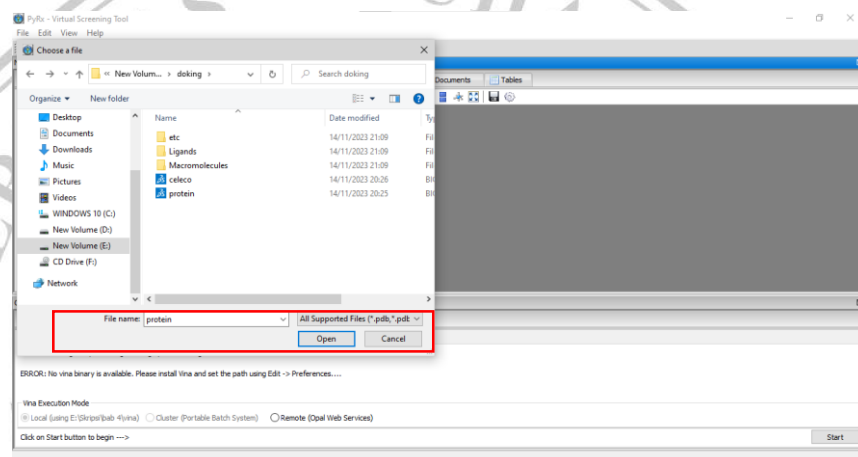 PyRx - Virtual Screening Tool
File Edit View Help
Choose a file
« New Volum... › doking ›
Search doking
Documents
Tables
Organize
New folder
Name
Date modified
Desktop
Documents
Downloads
Music
Pictures
Videos
WINDOWS 10 (C:)
New Volume (D:)
New Volume (E:)
CD Drive (F:)
Network
etc 14/11/2023 21:09 Fil
Ligands 14/11/2023 21:09 Fil
Macromolecules 14/11/2023 21:09 Fil
celeco 14/11/2023 20:26 BIO
protein 14/11/2023 20:25 BIO
File name: protein
All Supported Files (*.pdb,*.pdb
Open
Cancel
ERROR: No vina binary is available. Please install Vina and set the path using Edit -> Preferences.....
Vina Execution Mode
Local (using E:\Skripsi\bab 4\vina) Cluster (Portable Batch System) Remote (Opal Web Services)
Click on Start button to begin --->
Start